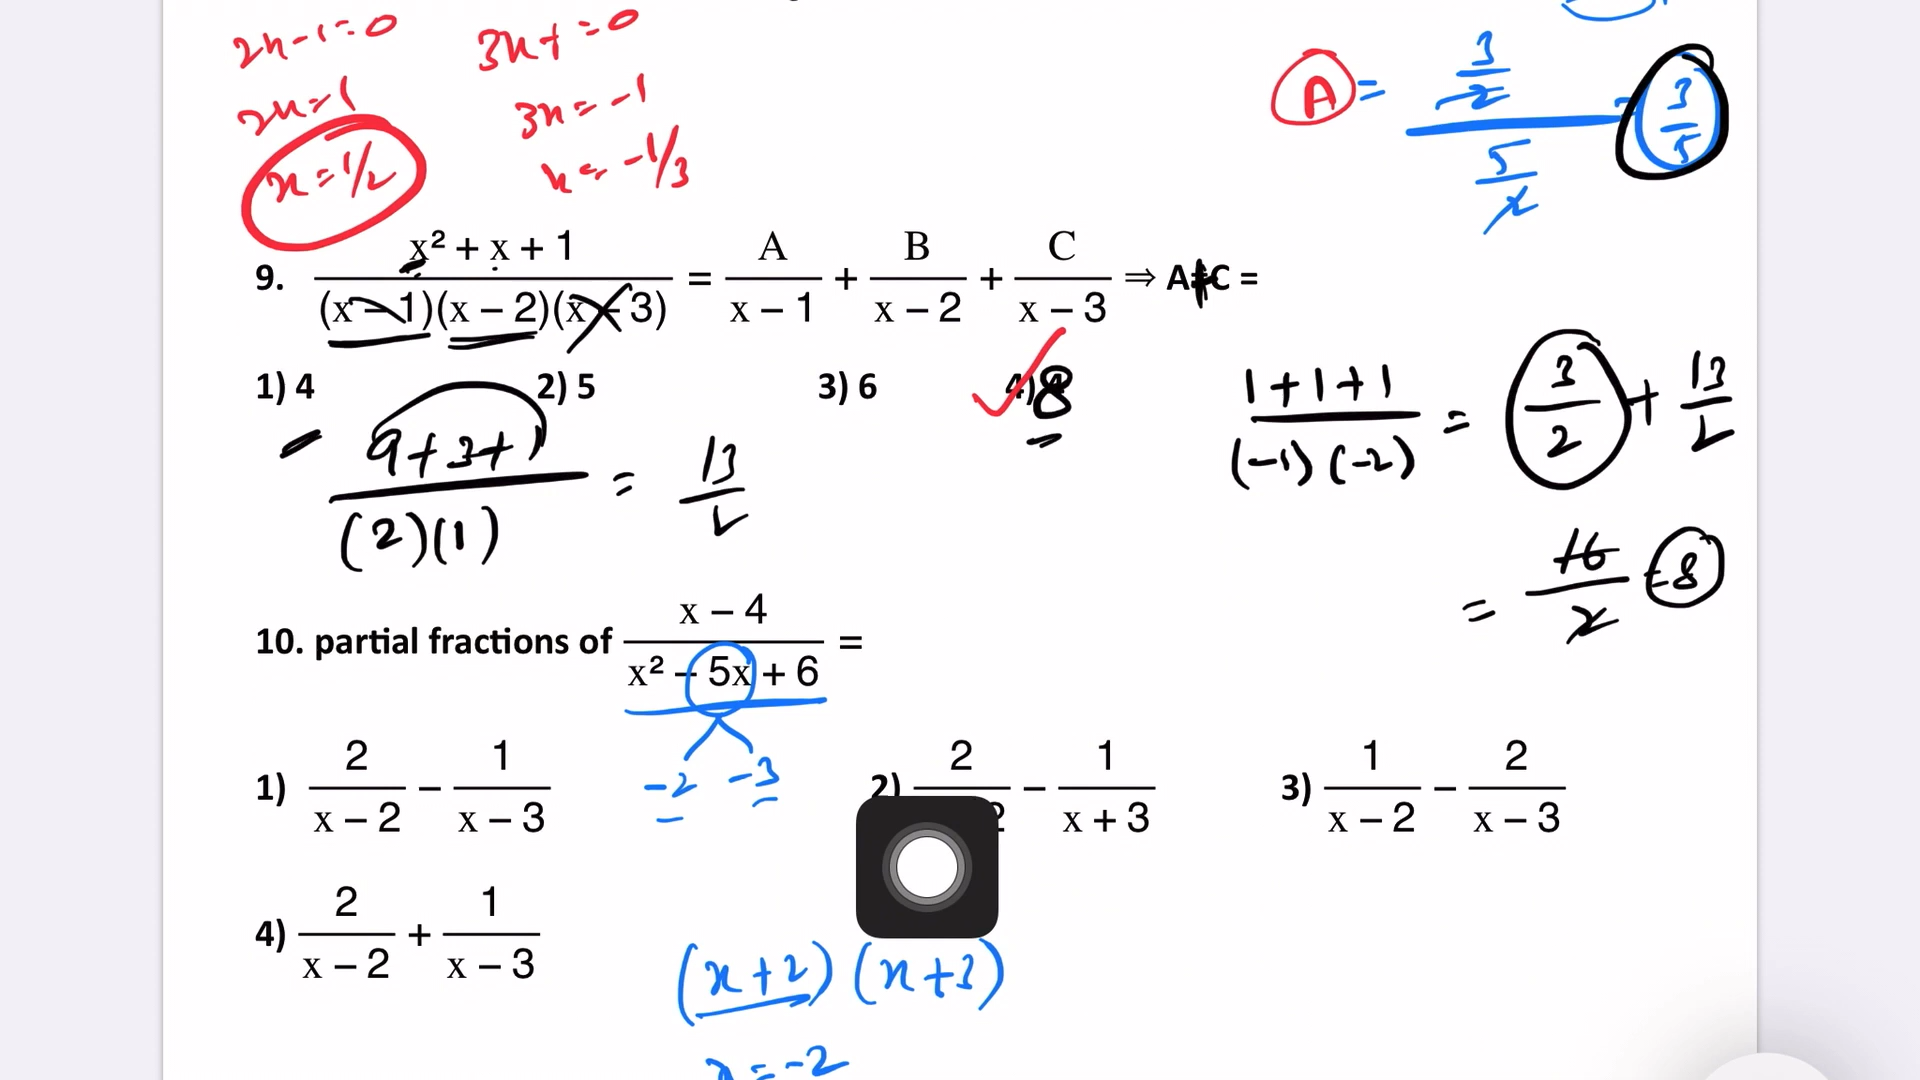 2x-1=0 3x+1=0
2x=1 3x=-1
x=1/2 x=-1/3
A = 3/2 / 5/2 = 3/5
9. x² + x + 1 / (x – 1)(x – 2)(x – 3) = A / x – 1 + B / x – 2 + C / x – 3 ⇒ A+C =
1) 4 2) 5 3) 6 4) 8
1+1+1 / (-1)(-2) = 3/2 + 13/2
9+3+1 / (2)(1) = 13/2
= 16/2 = 8
10. partial fractions of x – 4 / x² – 5x + 6 =
-2 -3
1) 2 / x – 2 – 1 / x – 3 2) 2 / 2 – 1 / x + 3 3) 1 / x – 2 – 2 / x – 3
4) 2 / x – 2 + 1 / x – 3
(x+2)(x+3)
x=-2